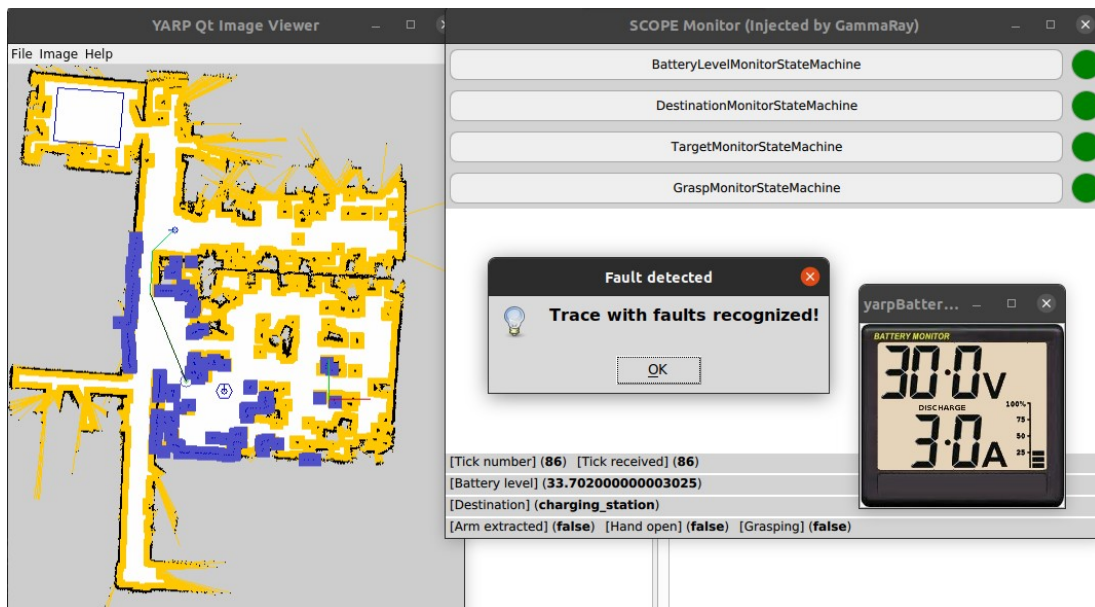 YARP Qt Image Viewer
File Image Help
SCOPE Monitor (Injected by GammaRay)
BatteryLevelMonitorStateMachine
DestinationMonitorStateMachine
TargetMonitorStateMachine
GraspMonitorStateMachine
Fault detected
Trace with faults recognized!
OK
yarpBatter...
BATTERY MONITOR
30.0V
DISCHARGE
3.0A
100%
75
50
25
[Tick number] (86) [Tick received] (86)
[Battery level] (33.702000000003025)
[Destination] (charging_station)
[Arm extracted] (false) [Hand open] (false) [Grasping] (false)